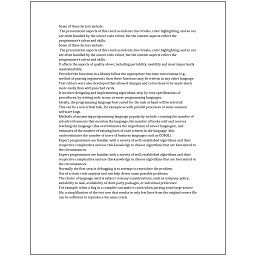 Some of these factors include:
The presentation aspects of this (such as indents, line breaks, color highlighting, and so on)
are often handled by the source code editor, but the content aspects reflect the
programmer's talent and skills.
Some of these factors include:
The presentation aspects of this (such as indents, line breaks, color highlighting, and so on)
are often handled by the source code editor, but the content aspects reflect the
programmer's talent and skills.
It affects the aspects of quality above, including portability, usability and most importantly
maintainability.
Provided the functions in a library follow the appropriate run-time conventions (e.g.,
method of passing arguments), then these functions may be written in any other language.
Text editors were also developed that allowed changes and corrections to be made much
more easily than with punched cards.
It involves designing and implementing algorithms, step-by-step specifications of
procedures, by writing code in one or more programming languages.
Ideally, the programming language best suited for the task at hand will be selected.
This can be a non-trivial task, for example as with parallel processes or some unusual
software bugs.
Methods of measuring programming language popularity include: counting the number of
job advertisements that mention the language, the number of books sold and courses
teaching the language (this overestimates the importance of newer languages), and
estimates of the number of existing lines of code written in the language (this
underestimates the number of users of business languages such as COBOL).
Expert programmers are familiar with a variety of well-established algorithms and their
respective complexities and use this knowledge to choose algorithms that are best suited to
the circumstances.
Expert programmers are familiar with a variety of well-established algorithms and their
respective complexities and use this knowledge to choose algorithms that are best suited to
the circumstances.
Normally the first step in debugging is to attempt to reproduce the problem.
Use of a static code analysis tool can help detect some possible problems.
The choice of language used is subject to many considerations, such as company policy,
suitability to task, availability of third-party packages, or individual preference.
For example, when a bug in a compiler can make it crash when parsing some large source
file, a simplification of the test case that results in only few lines from the original source file
can be sufficient to reproduce the same crash.